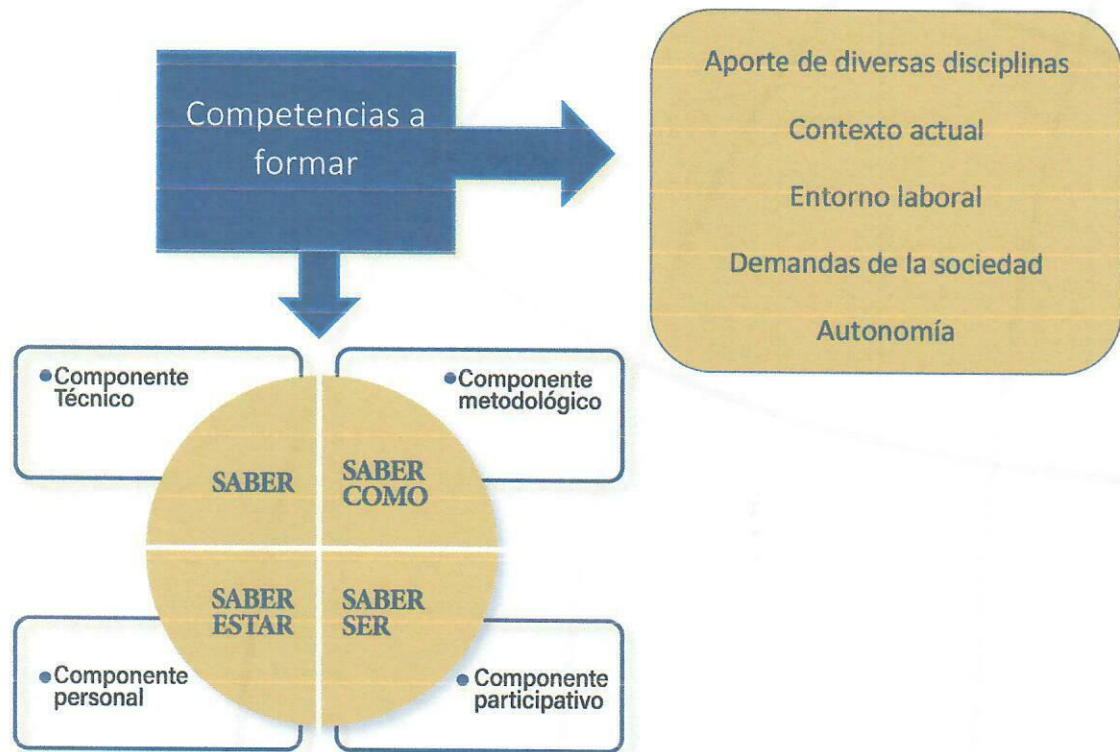 Competencias a
formar
Aporte de diversas disciplinas
Contexto actual
Entorno laboral
Demandas de la sociedad
Autonomía
•Componente
Técnico
•Componente
metodológico
SABER
SABER
COMO
SABER
ESTAR
SABER
SER
•Componente
personal
•Componente
participativo